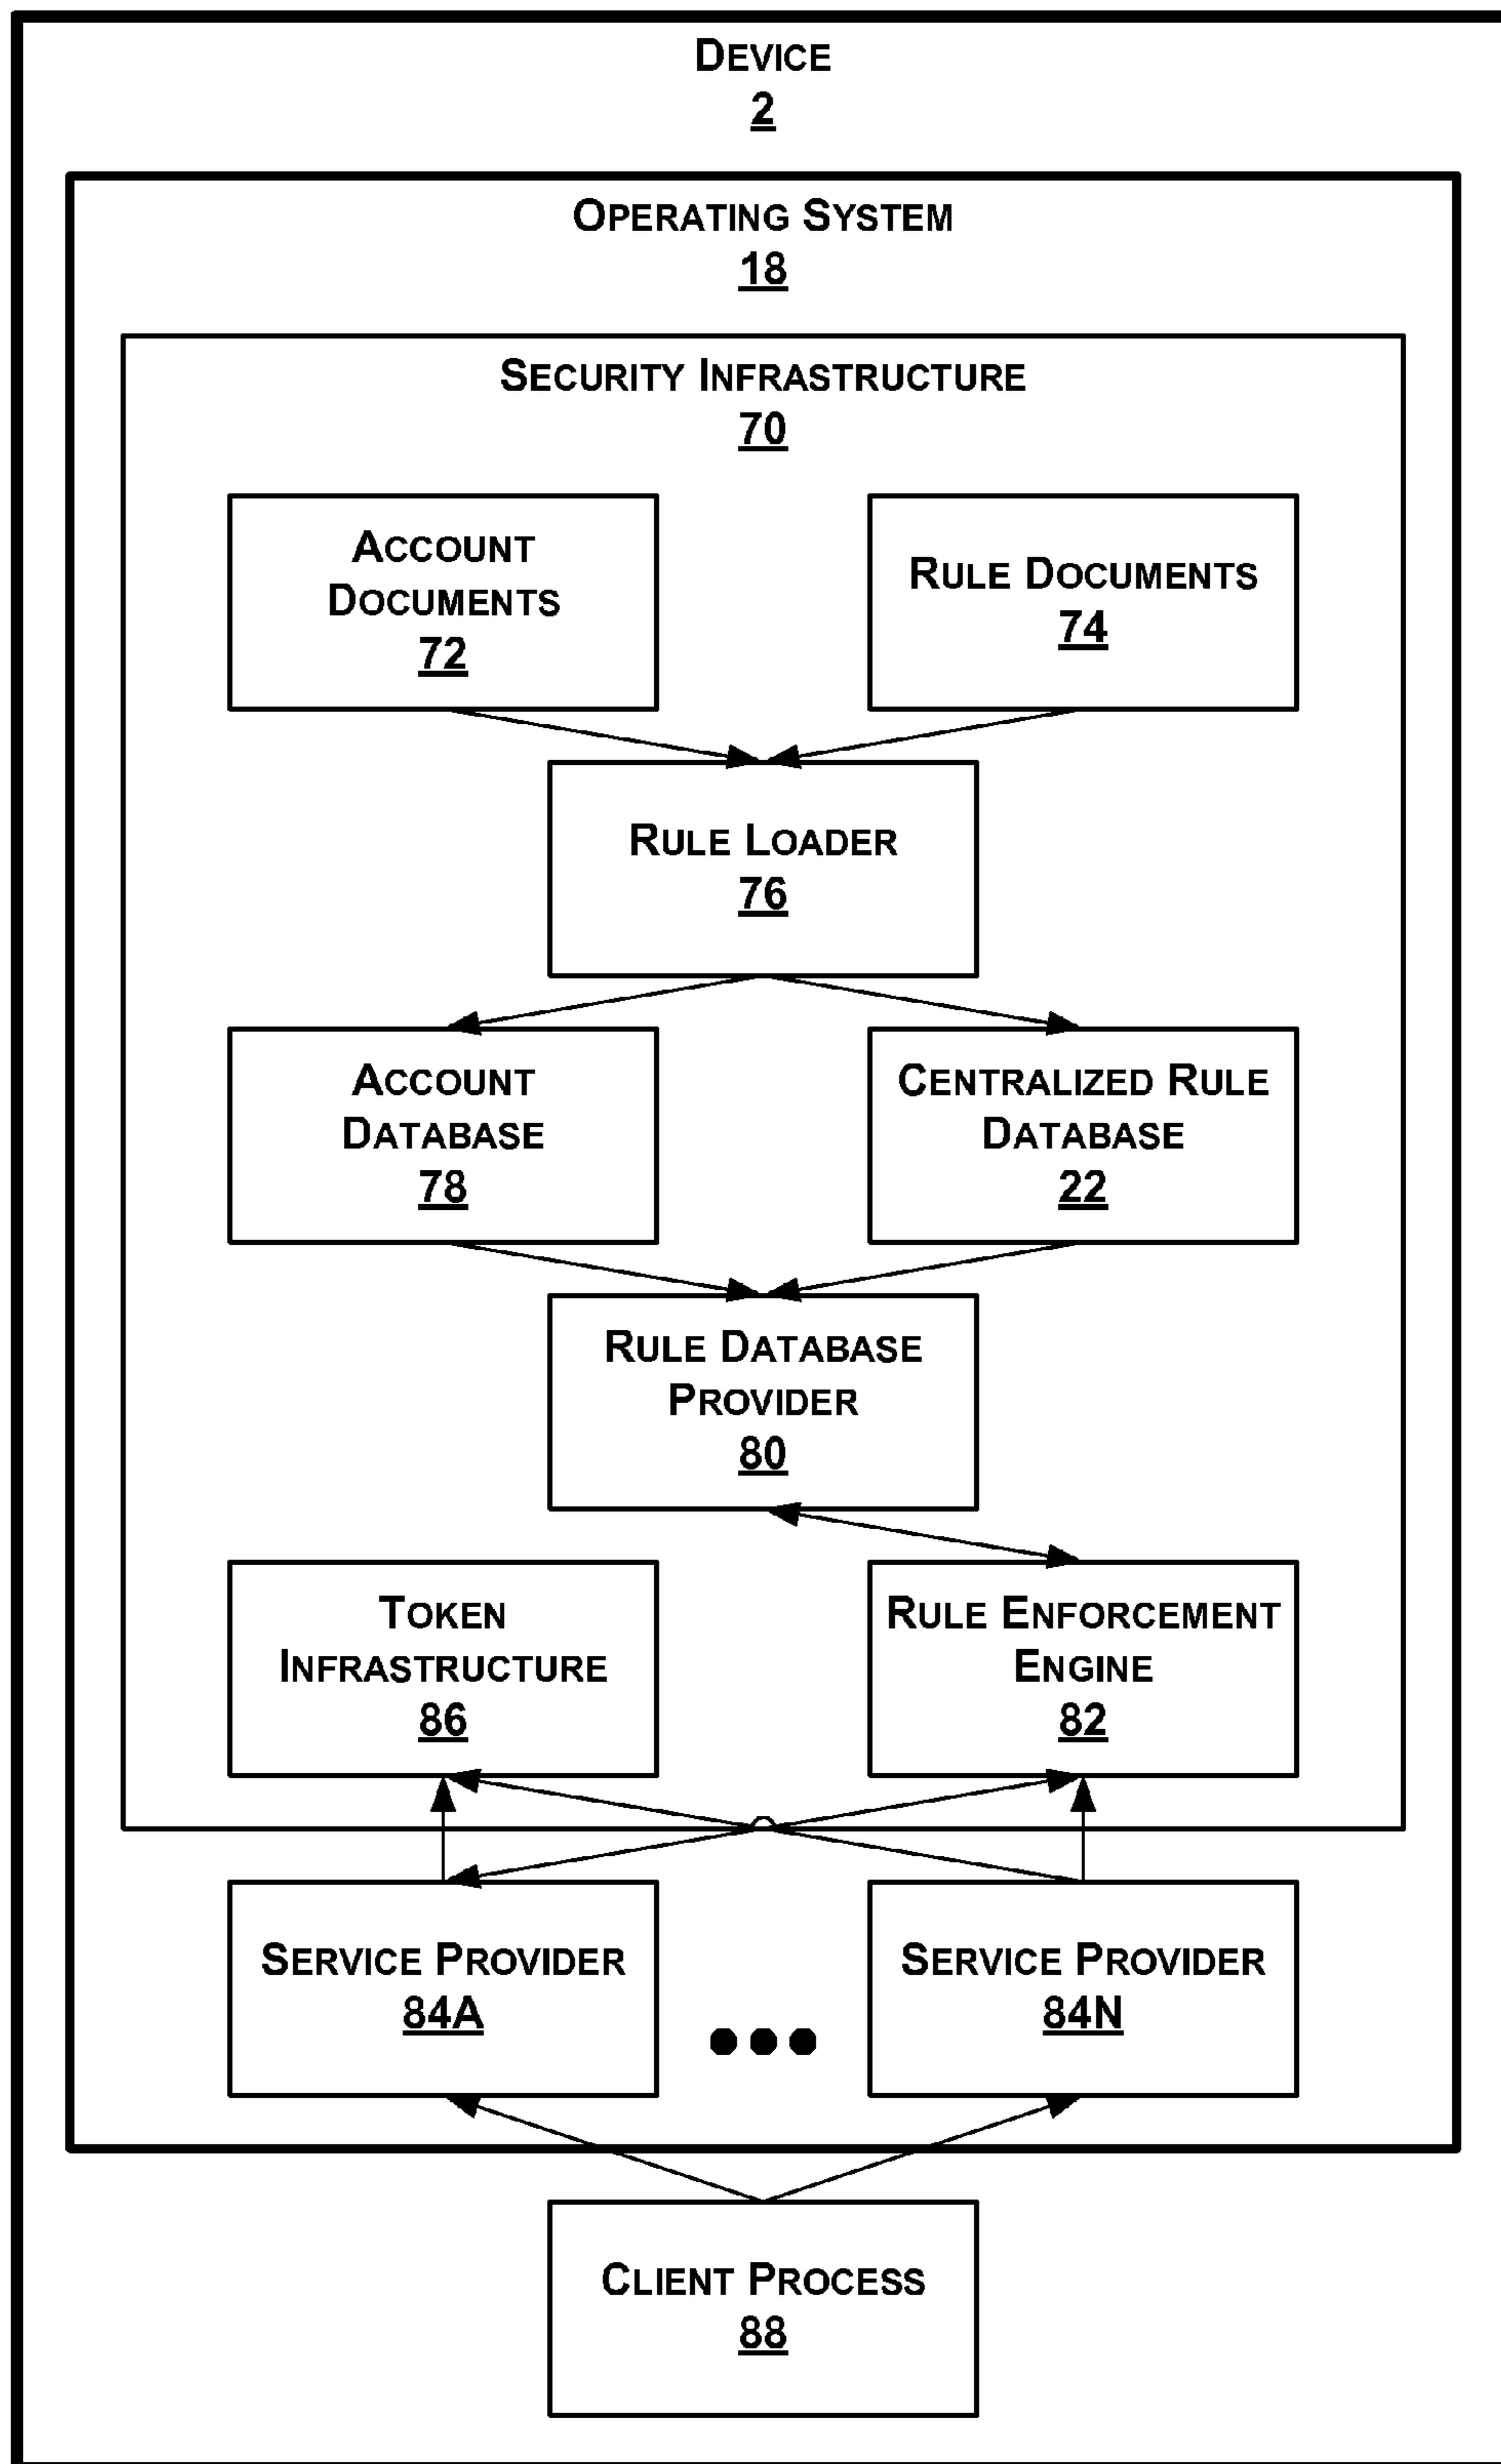 DEVICE
2
OPERATING SYSTEM
18
SECURITY INFRASTRUCTURE
70
ACCOUNT
DOCUMENTS
72
RULE DOCUMENTS
74
RULE LOADER
76
ACCOUNT
DATABASE
78
CENTRALIZED RULE
DATABASE
22
RULE DATABASE
PROVIDER
80
TOKEN
INFRASTRUCTURE
86
RULE ENFORCEMENT
ENGINE
82
SERVICE PROVIDER
84A
SERVICE PROVIDER
84N
CLIENT PROCESS
88